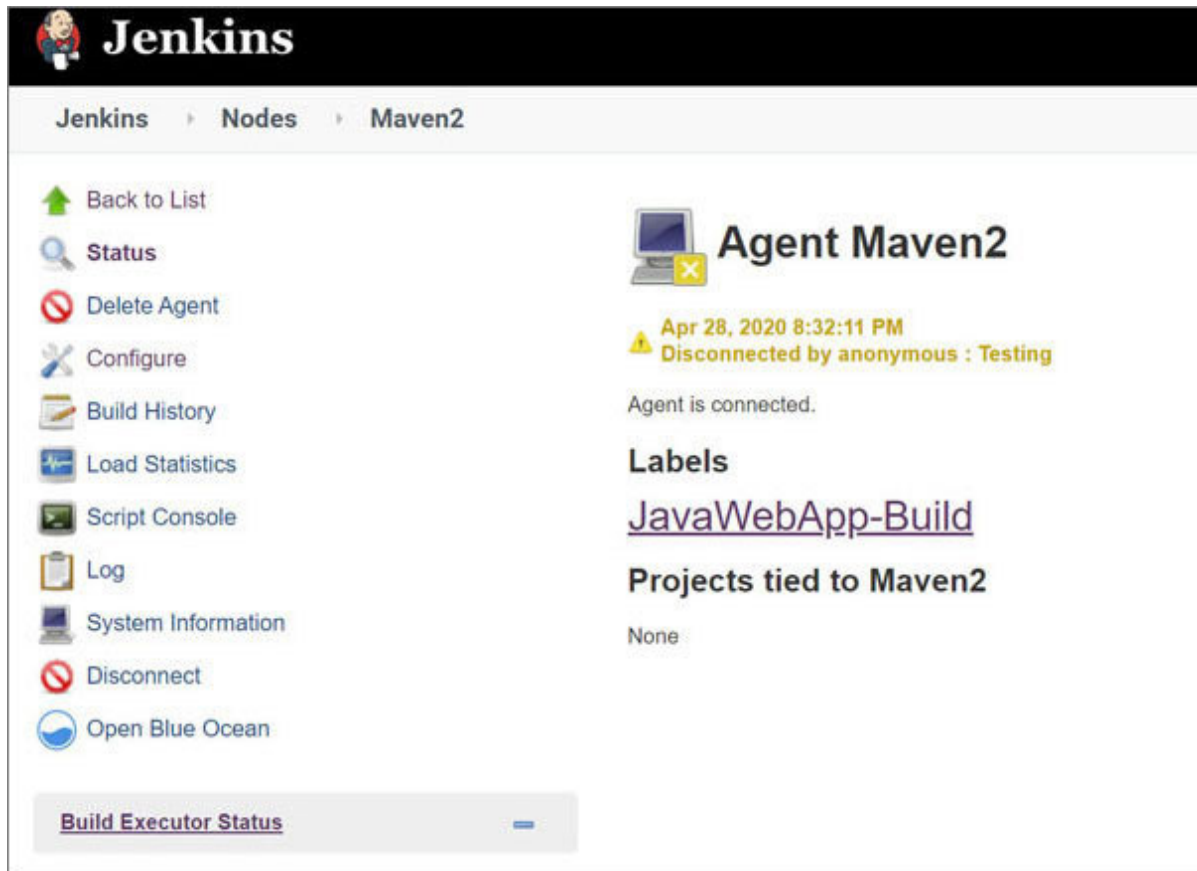 Jenkins
Jenkins Nodes Maven2
Back to List
Status
Delete Agent
Configure
Build History
Load Statistics
Script Console
Log
System Information
Disconnect
Open Blue Ocean
Build Executor Status
Agent Maven2
Apr 28, 2020 8:32:11 PM
Disconnected by anonymous : Testing
Agent is connected.
Labels
JavaWebApp-Build
Projects tied to Maven2
None